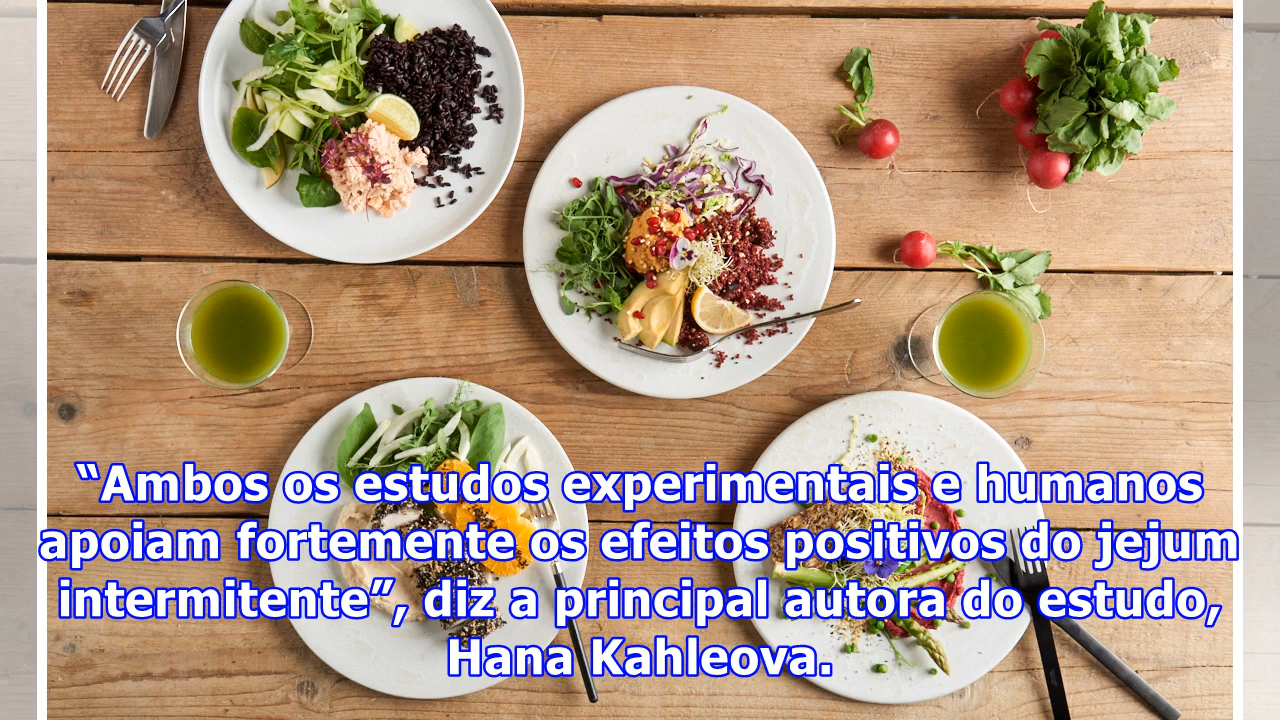 “Ambos os estudos experimentais e humanos
apoiam fortemente os efeitos positivos do jejum
intermitente”, diz a principal autora do estudo,
Hana Kahleova.